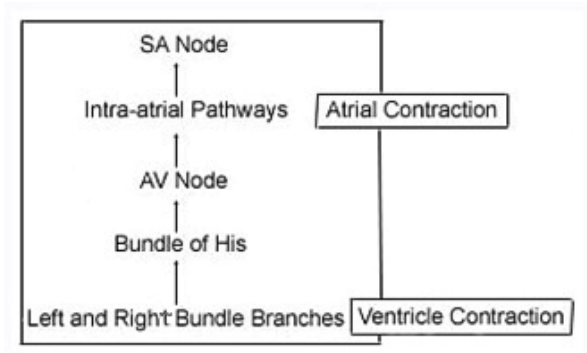 SA Node
Intra-atrial Pathways
Atrial Contraction
AV Node
Bundle of His
Left and Right Bundle Branches
Ventricle Contraction